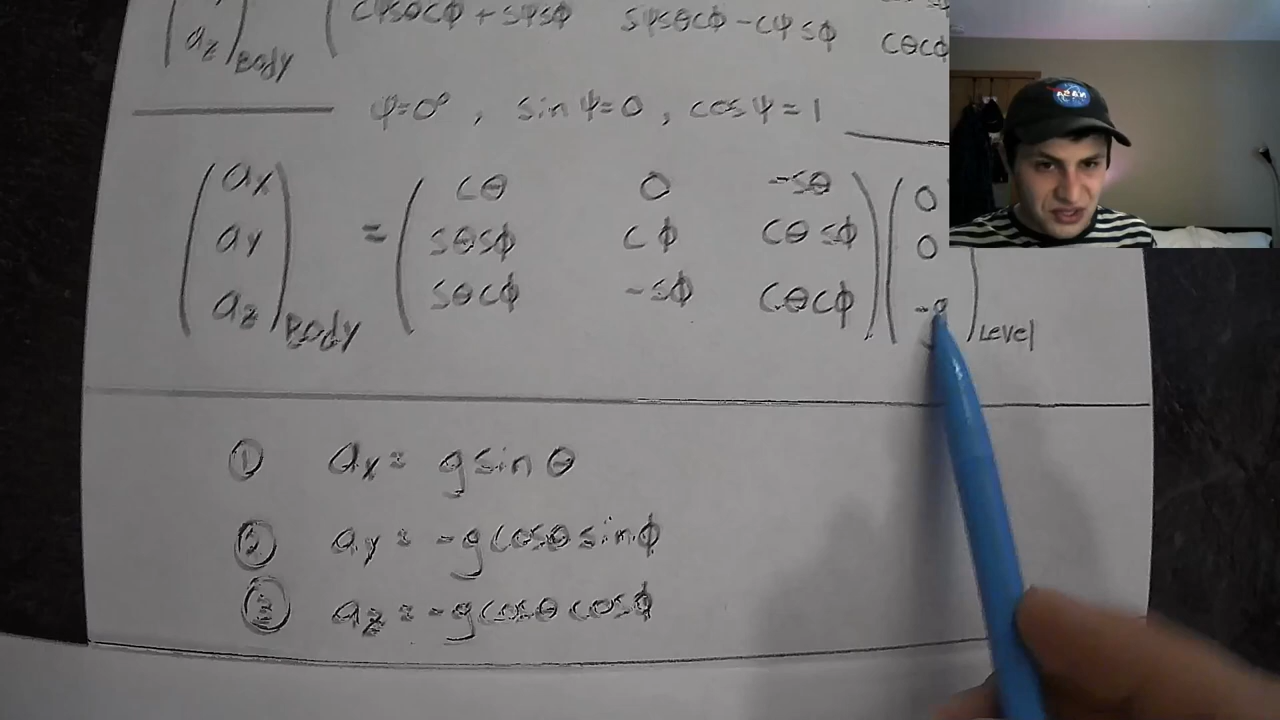 cψsθcφ + sψsφ sψsθcφ - cψsφ cθcφ
az Body
ψ=0° , sin ψ=0 , cos ψ=1
ax cθ 0 -sθ 0
ay = sθsφ cφ cθsφ 0
az Body sθcφ -sφ cθcφ -g Level
① ax = g sin θ
② ay = -g cosθ sinφ
③ az = -g cosθ cosφ